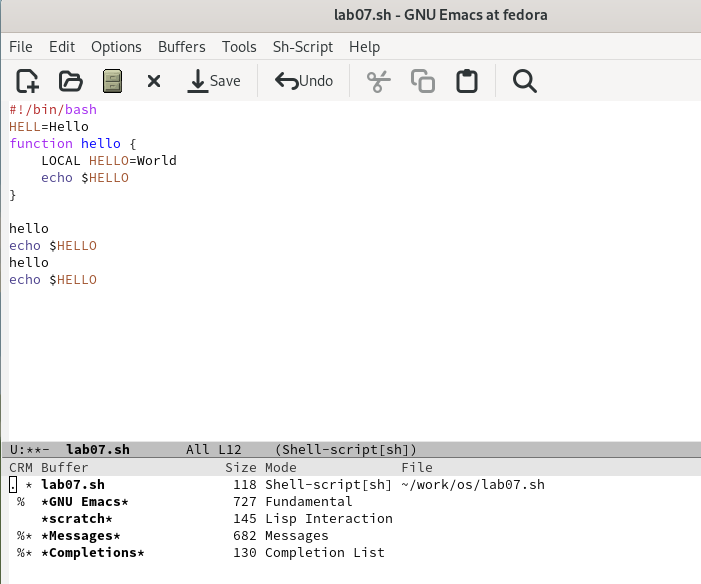 lab07.sh - GNU Emacs at fedora
File Edit Options Buffers Tools Sh-Script Help
Save Undo
#!/bin/bash
HELL=Hello
function hello {
    LOCAL HELLO=World
    echo $HELLO
}
hello
echo $HELLO
hello
echo $HELLO
U:**-  lab07.sh       All L12    (Shell-script[sh])
CRM Buffer                 Size Mode             File
. * lab07.sh                118 Shell-script[sh] ~/work/os/lab07.sh
 %  *GNU Emacs*             727 Fundamental
    *scratch*               145 Lisp Interaction
 %* *Messages*              682 Messages
 %* *Completions*           130 Completion List